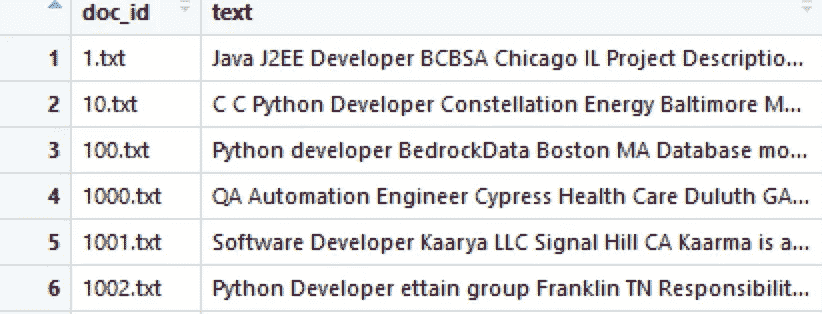 doc_id text
1 1.txt Java J2EE Developer BCBSA Chicago IL Project Descriptio...
2 10.txt C C Python Developer Constellation Energy Baltimore M...
3 100.txt Python developer BedrockData Boston MA Database mo...
4 1000.txt QA Automation Engineer Cypress Health Care Duluth GA...
5 1001.txt Software Developer Kaarya LLC Signal Hill CA Kaarma is a...
6 1002.txt Python Developer ettain group Franklin TN Responsibilit...